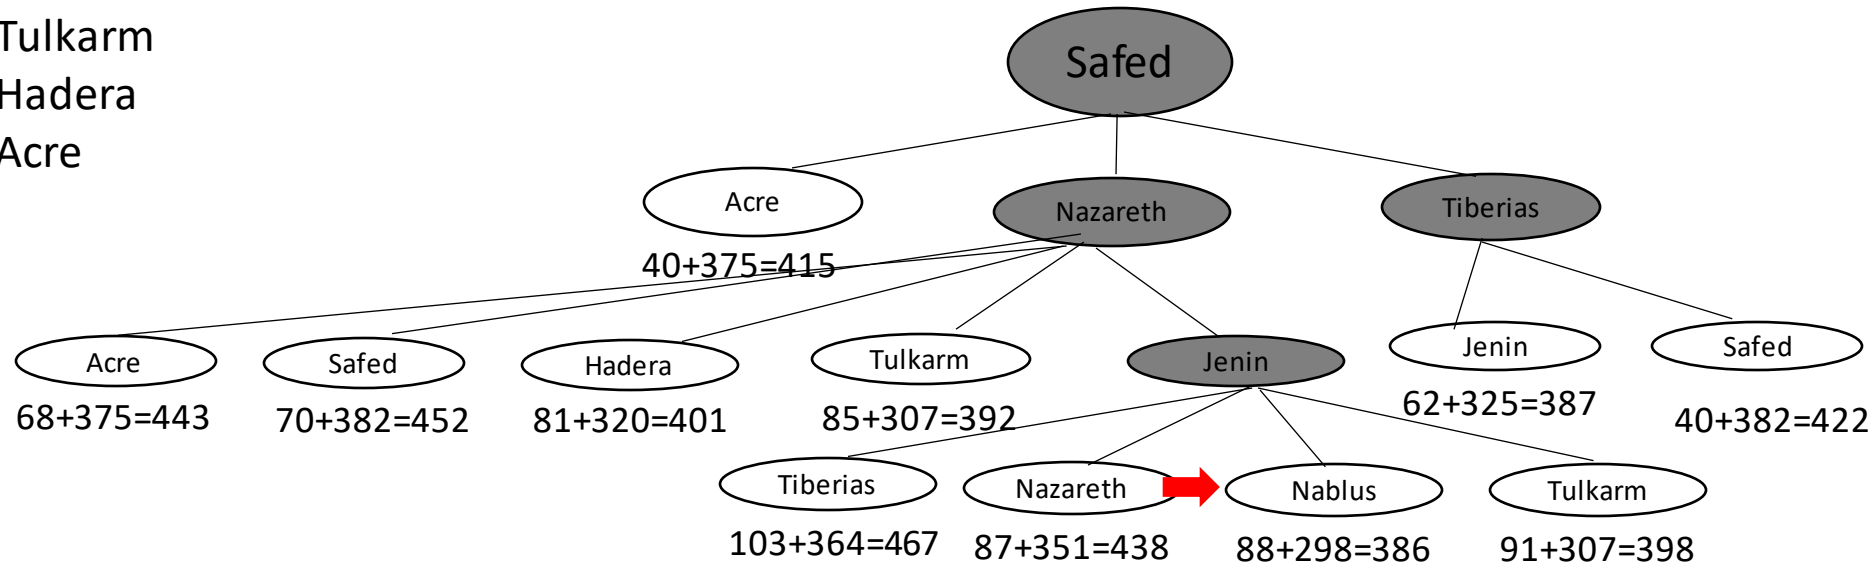 Tulkarm
Hadera
Acre
Safed
Acre
Nazareth
Tiberias
40+375=415
Acre
Safed
Hadera
Tulkarm
Jenin
Jenin
Safed
68+375=443
70+382=452
81+320=401
85+307=392
62+325=387
40+382=422
Tiberias
Nazareth
Nablus
Tulkarm
103+364=467
87+351=438
88+298=386
91+307=398